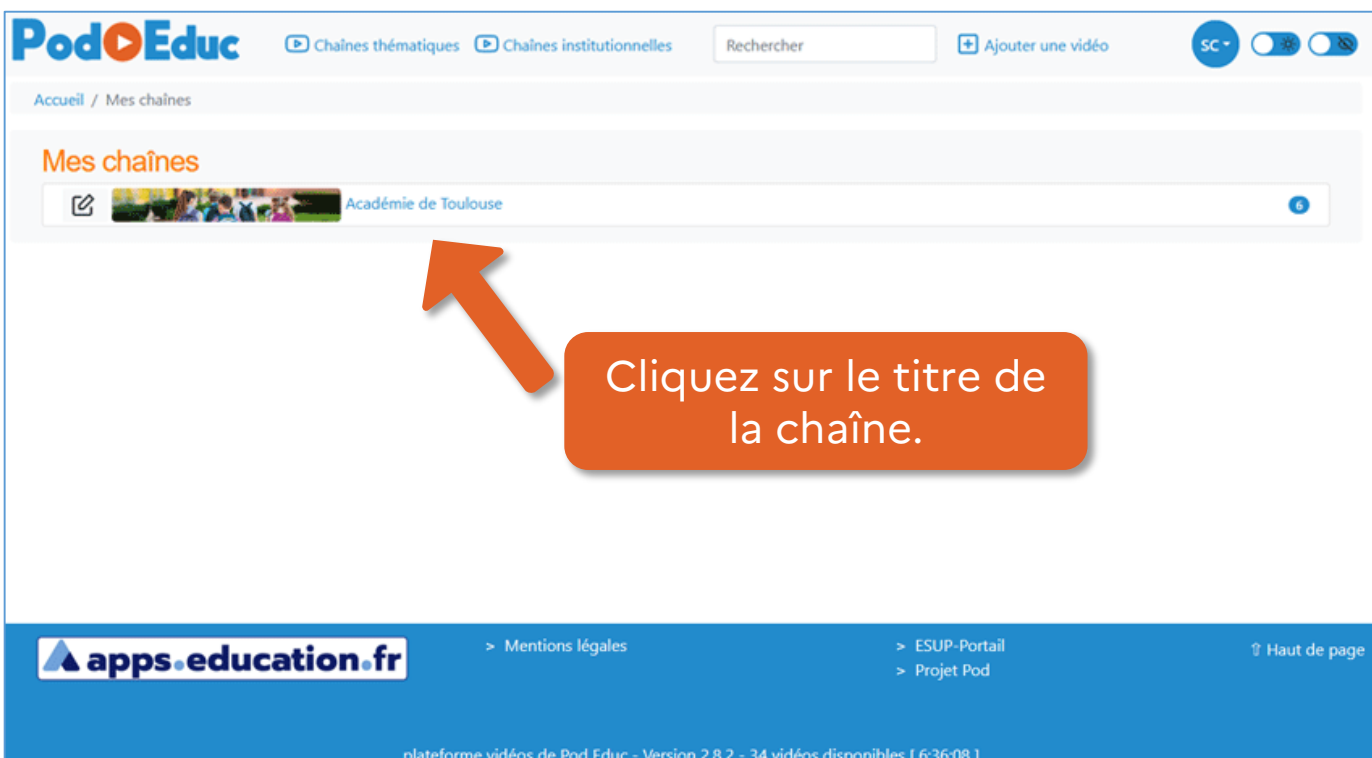 PodEduc
Chaînes thématiques
Chaînes institutionnelles
Rechercher
Ajouter une vidéo
SC
Accueil / Mes chaînes
Mes chaînes
Académie de Toulouse
6
Cliquez sur le titre de
la chaîne.
apps.education.fr
> Mentions légales
> ESUP-Portail
> Projet Pod
⇧ Haut de page
plateforme vidéos de Pod Educ - Version 2.8.2 - 34 vidéos disponibles [ 6:36:08 ]